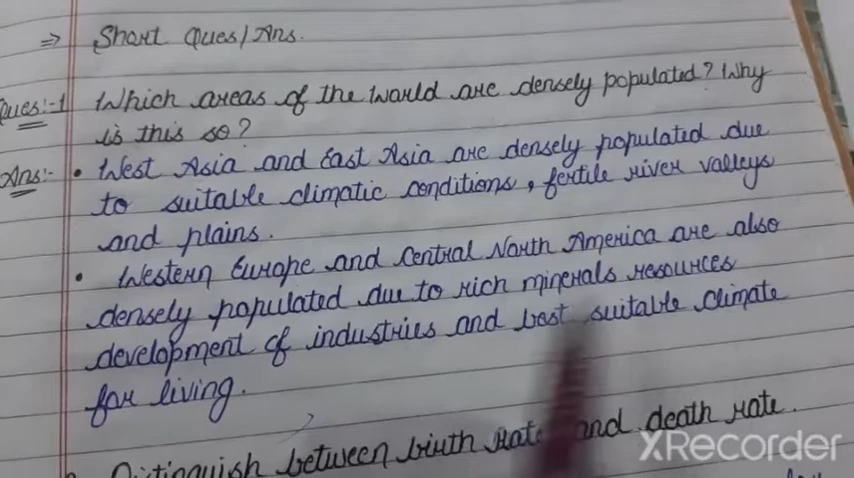 ⇒ Short Ques/Ans.
Ques:-1 Which areas of the world are densely populated? Why
is this so?
Ans:- • West Asia and East Asia are densely populated due
to suitable climatic conditions, fertile river valleys
and plains.
• Western Europe and Central North America are also
densely populated due to rich minerals resources
development of industries and best suitable climate
for living.
Distinguish between birth rate and death rate.
XRecorder